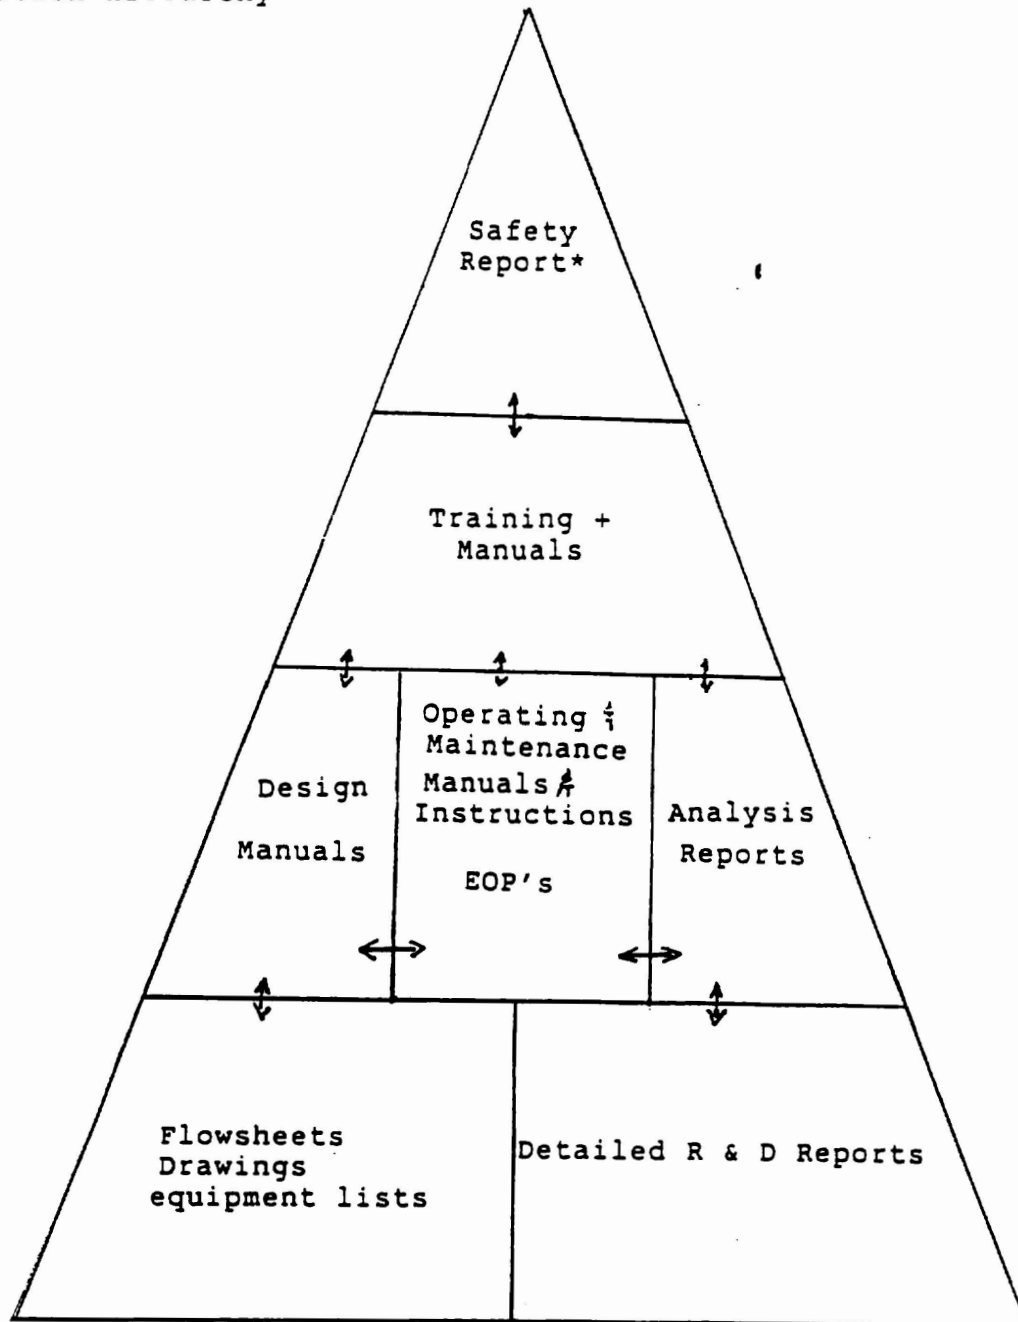 Safety
Report*
Training +
Manuals
Design
Manuals
Operating &
Maintenance
Manuals &
Instructions
EOP's
Analysis
Reports
Flowsheets
Drawings
equipment lists
Detailed R & D Reports